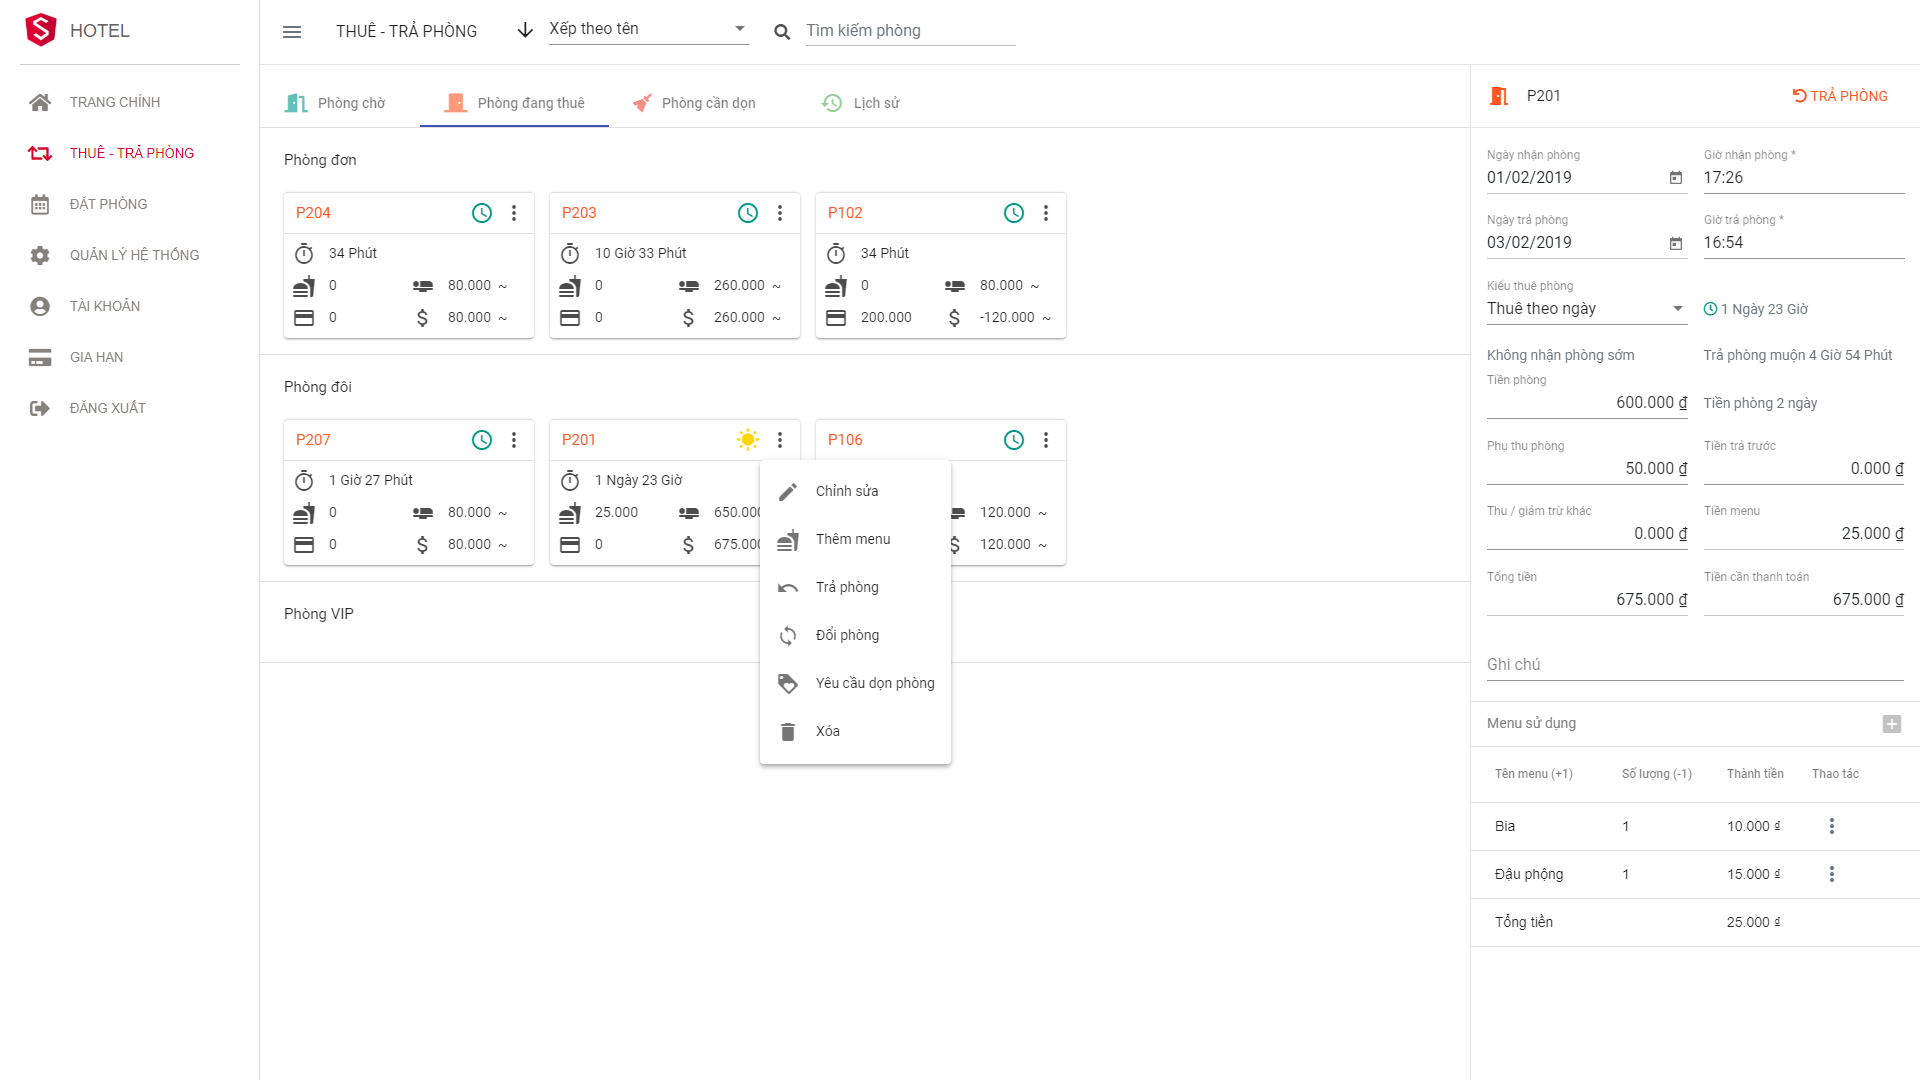 HOTEL
TRANG CHÍNH
THUÊ - TRẢ PHÒNG
ĐẶT PHÒNG
QUẢN LÝ HỆ THỐNG
TÀI KHOẢN
GIA HẠN
ĐĂNG XUẤT
THUÊ - TRẢ PHÒNG
Xếp theo tên
Tìm kiếm phòng
Phòng chờ
Phòng đang thuê
Phòng cần dọn
Lịch sử
Phòng đơn
P204
34 Phút
0 80.000 ~
0 $ 80.000 ~
P203
10 Giờ 33 Phút
0 260.000 ~
0 $ 260.000 ~
P102
34 Phút
0 80.000 ~
200.000 $ -120.000 ~
Phòng đôi
P207
1 Giờ 27 Phút
0 80.000 ~
0 $ 80.000 ~
P201
1 Ngày 23 Giờ
25.000 650.000
0 $ 675.000
P106
120.000 ~
$ 120.000 ~
Chỉnh sửa
Thêm menu
Trả phòng
Đổi phòng
Yêu cầu dọn phòng
Xóa
Phòng VIP
P201
TRẢ PHÒNG
Ngày nhận phòng
01/02/2019
Giờ nhận phòng *
17:26
Ngày trả phòng
03/02/2019
Giờ trả phòng *
16:54
Kiểu thuê phòng
Thuê theo ngày
1 Ngày 23 Giờ
Không nhận phòng sớm
Trả phòng muộn 4 Giờ 54 Phút
Tiền phòng
600.000 ₫
Tiền phòng 2 ngày
Phụ thu phòng
50.000 ₫
Tiền trả trước
0.000 ₫
Thu / giảm trừ khác
0.000 ₫
Tiền menu
25.000 ₫
Tổng tiền
675.000 ₫
Tiền cần thanh toán
675.000 ₫
Ghi chú
Menu sử dụng
Tên menu (+1) Số lượng (-1) Thành tiền Thao tác
Bia 1 10.000 ₫
Đậu phộng 1 15.000 ₫
Tổng tiền 25.000 ₫